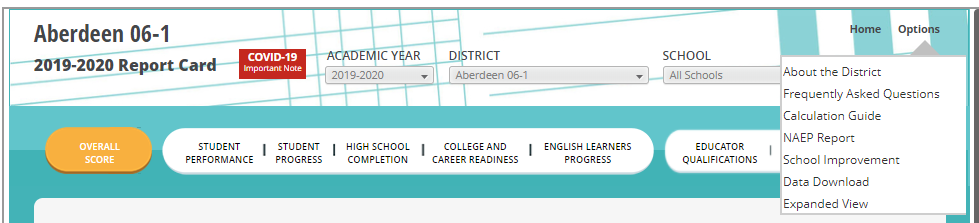 Aberdeen 06-1
2019-2020 Report Card
COVID-19
Important Note
ACADEMIC YEAR
2019-2020
DISTRICT
Aberdeen 06-1
SCHOOL
All Schools
Home
Options
About the District
Frequently Asked Questions
Calculation Guide
NAEP Report
School Improvement
Data Download
Expanded View
OVERALL
SCORE
STUDENT
PERFORMANCE
STUDENT
PROGRESS
HIGH SCHOOL
COMPLETION
COLLEGE AND
CAREER READINESS
ENGLISH LEARNERS
PROGRESS
EDUCATOR
QUALIFICATIONS